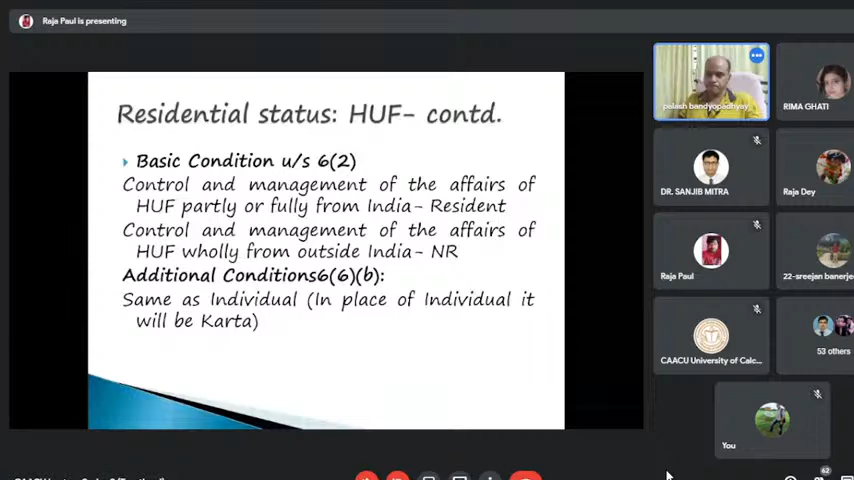 Raja Paul is presenting
Residential status: HUF- contd.
Basic Condition u/s 6(2)
Control and management of the affairs of
HUF partly or fully from India- Resident
Control and management of the affairs of
HUF wholly from outside India- NR
Additional Conditions6(6)(b):
Same as Individual (In place of Individual it
will be Karta)
palash bandyopadhyay
RIMA GHATI
DR. SANJIB MITRA
Raja Dey
Raja Paul
22-sreejan banerje
CAACU University of Calc...
53 others
You
62